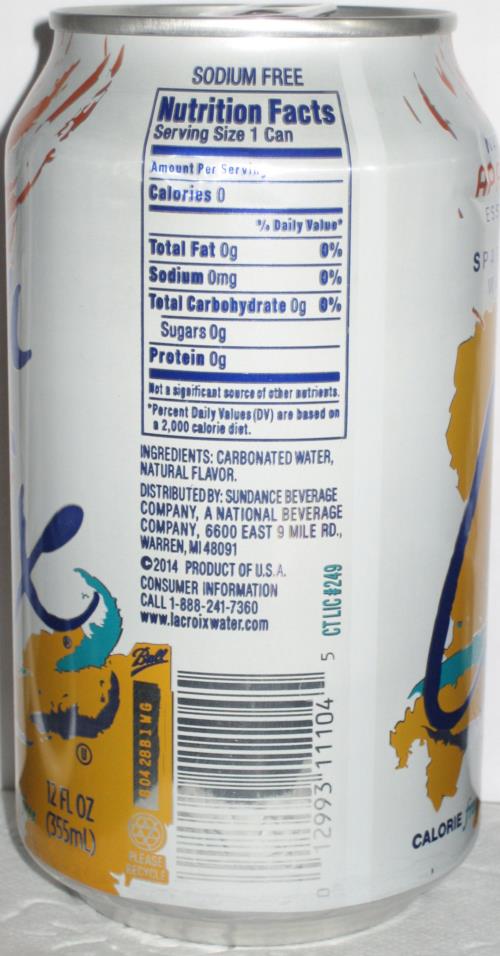 SODIUM FREE
Nutrition Facts
Serving Size 1 Can
Amount Per
Calories 0
% Daily Value*
Total Fat 0g 0%
Sodium 0mg 0%
Total Carbohydrate 0g 0%
Sugars 0g
Protein 0g
Not a significant source of other nutrients.
*Percent Daily Values (DV) are based on
a 2,000 calorie diet.
INGREDIENTS: CARBONATED WATER,
NATURAL FLAVOR.
DISTRIBUTED BY: SUNDANCE BEVERAGE
COMPANY, A NATIONAL BEVERAGE
COMPANY, 6600 EAST 9 MILE RD.,
WARREN, MI 48091
©2014 PRODUCT OF U.S.A.
CONSUMER INFORMATION
CALL 1-888-241-7360
www.lacroixwater.com
CT LIC #249
0 12993 11104 5
Ball
®
U
12 FL OZ
(355mL)
PLEASE
RECYCLE
CALORIE